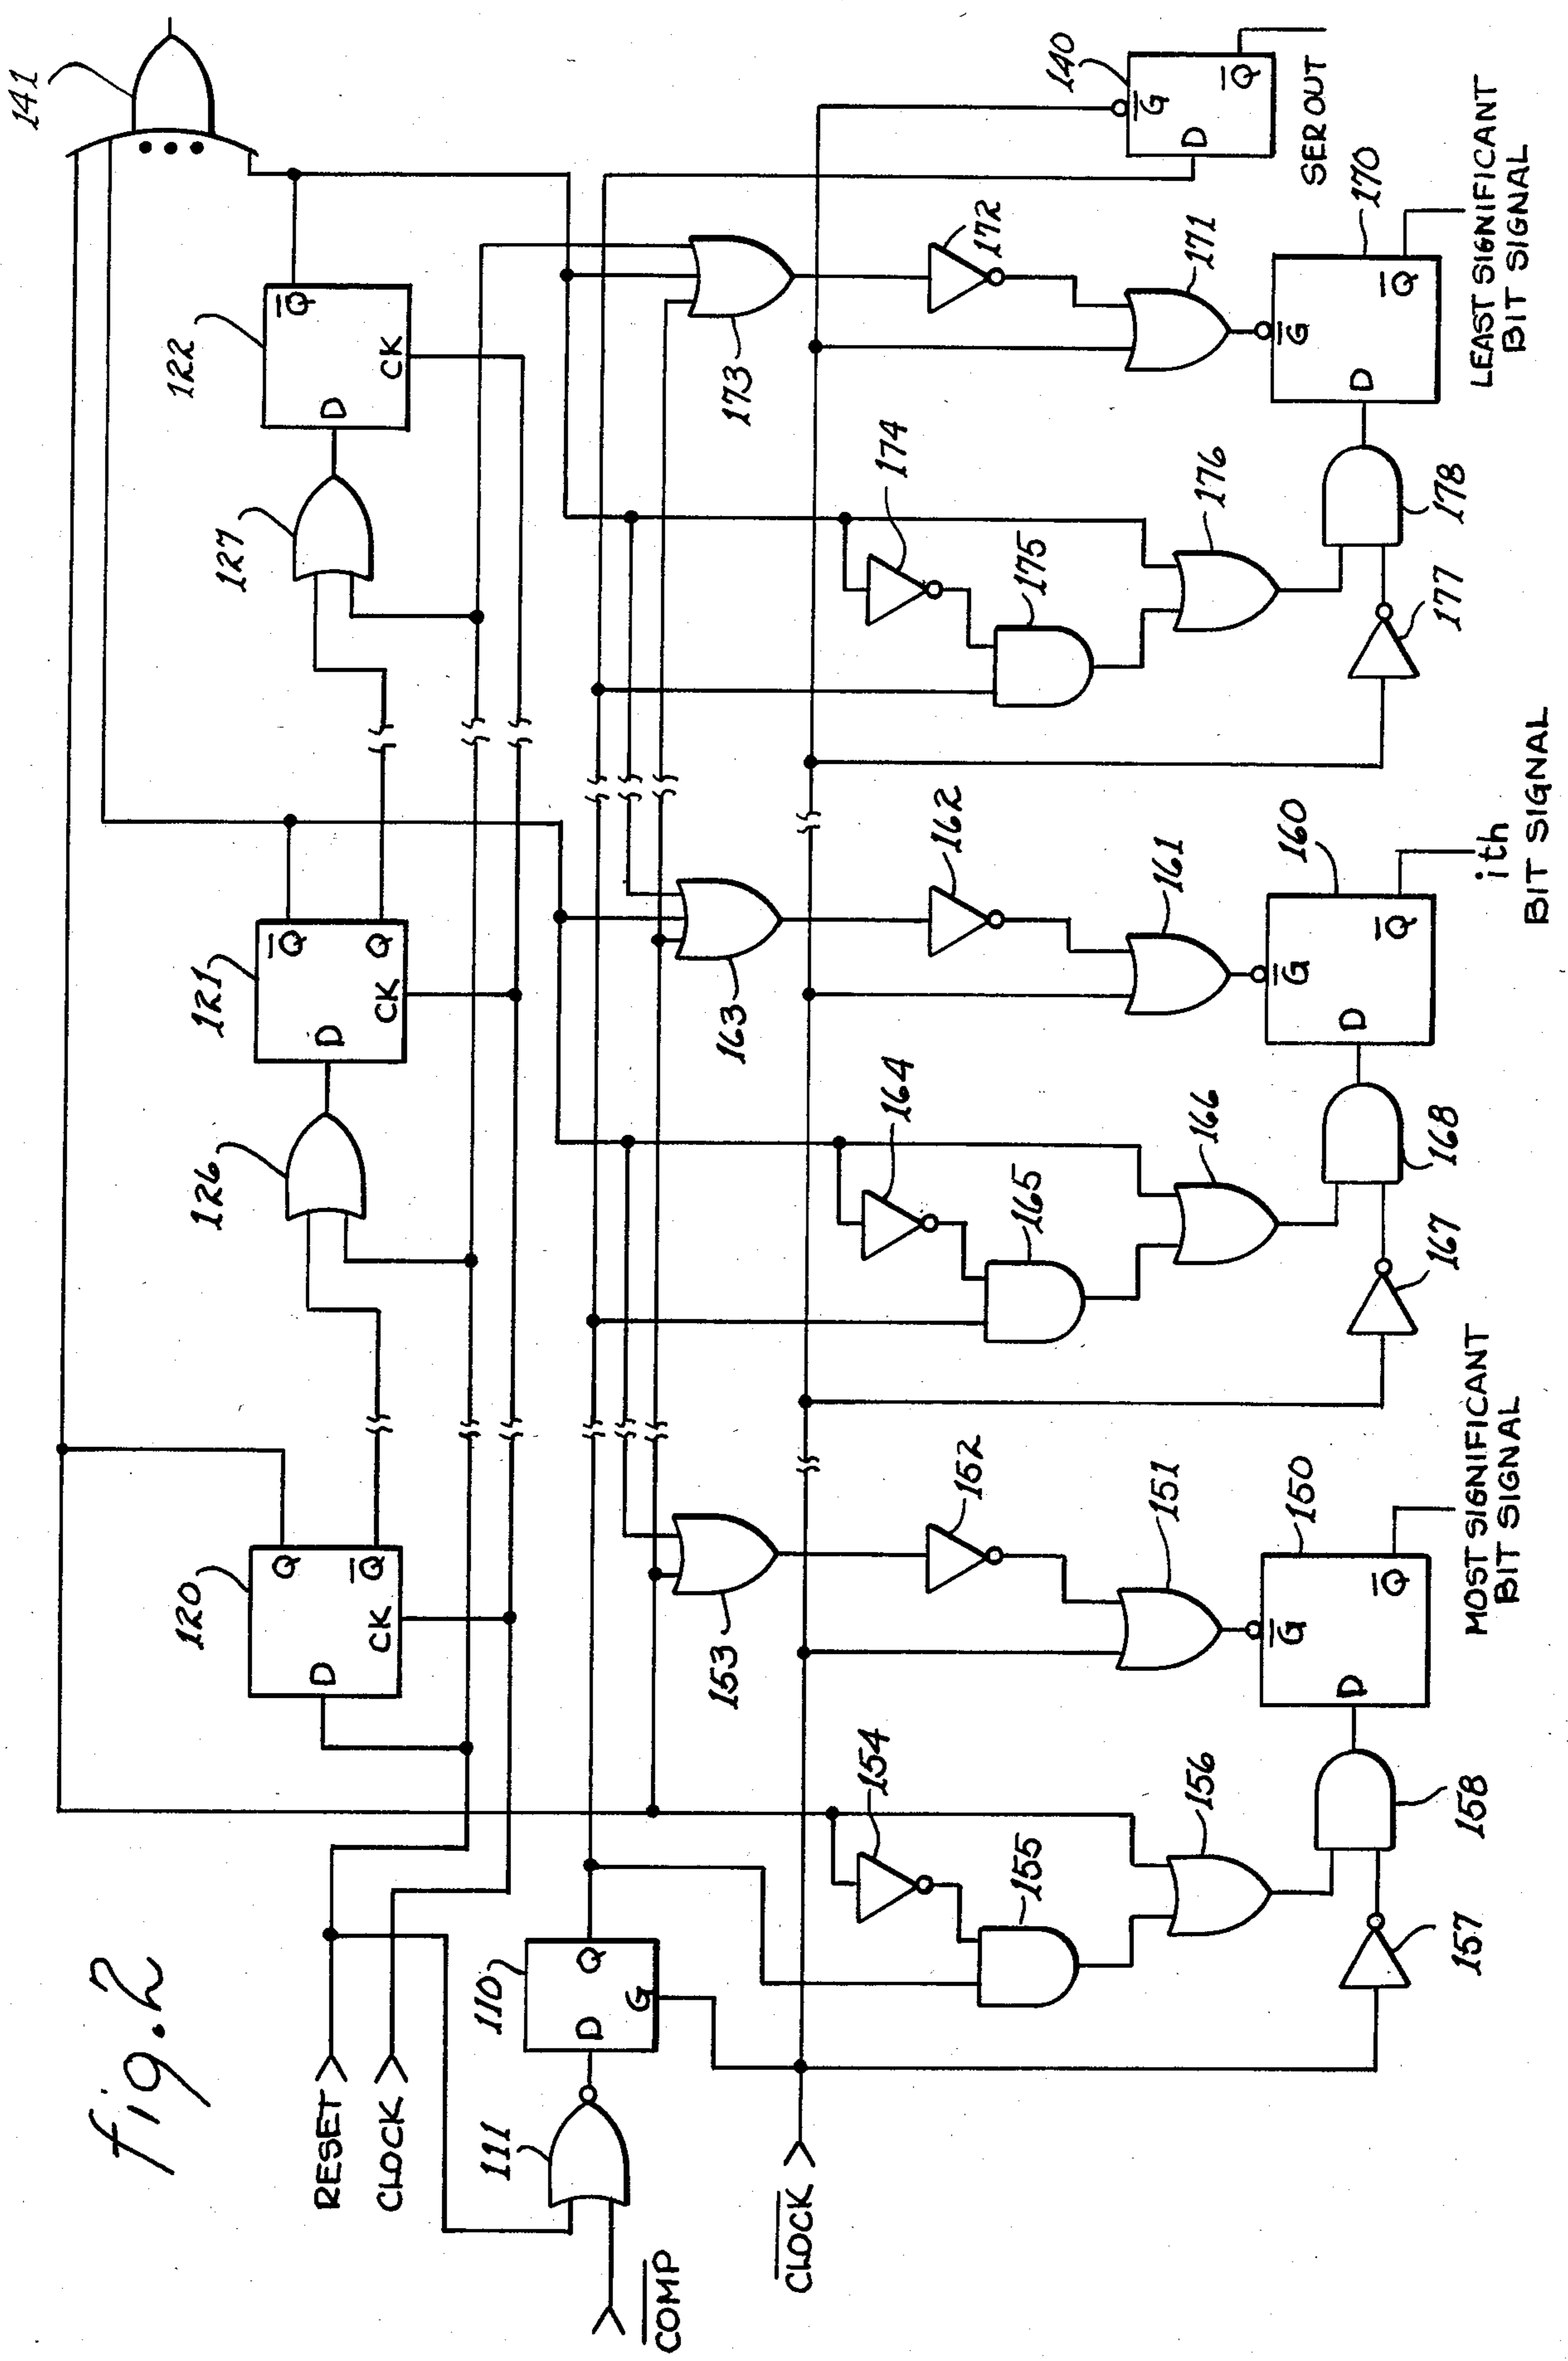 Fig. 2
RESET
CLOCK
COMP
CLOCK
111
110
D
Q
G
120
D
Q
Q
CK
126
121
D
Q
Q
CK
127
122
D
Q
CK
141
153
152
151
150
G
D
Q
154
155
156
157
158
MOST SIGNIFICANT
BIT SIGNAL
163
162
161
160
G
D
Q
164
165
166
167
168
ith
BIT SIGNAL
173
172
171
170
G
D
Q
174
175
176
177
178
LEAST SIGNIFICANT
BIT SIGNAL
140
G
D
Q
SER OUT